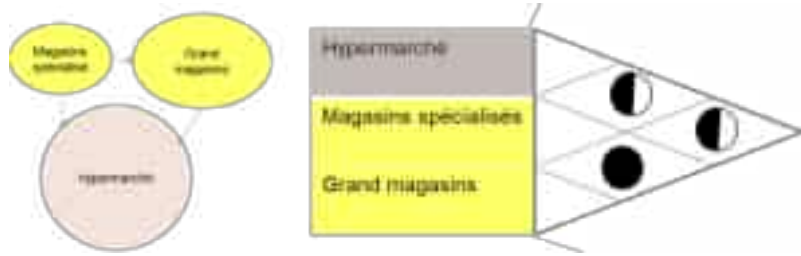 Magasins
spécialisé
Grand
magasins
Hypermarché
Hypermarché
Magasins spécialisés
Grand magasins